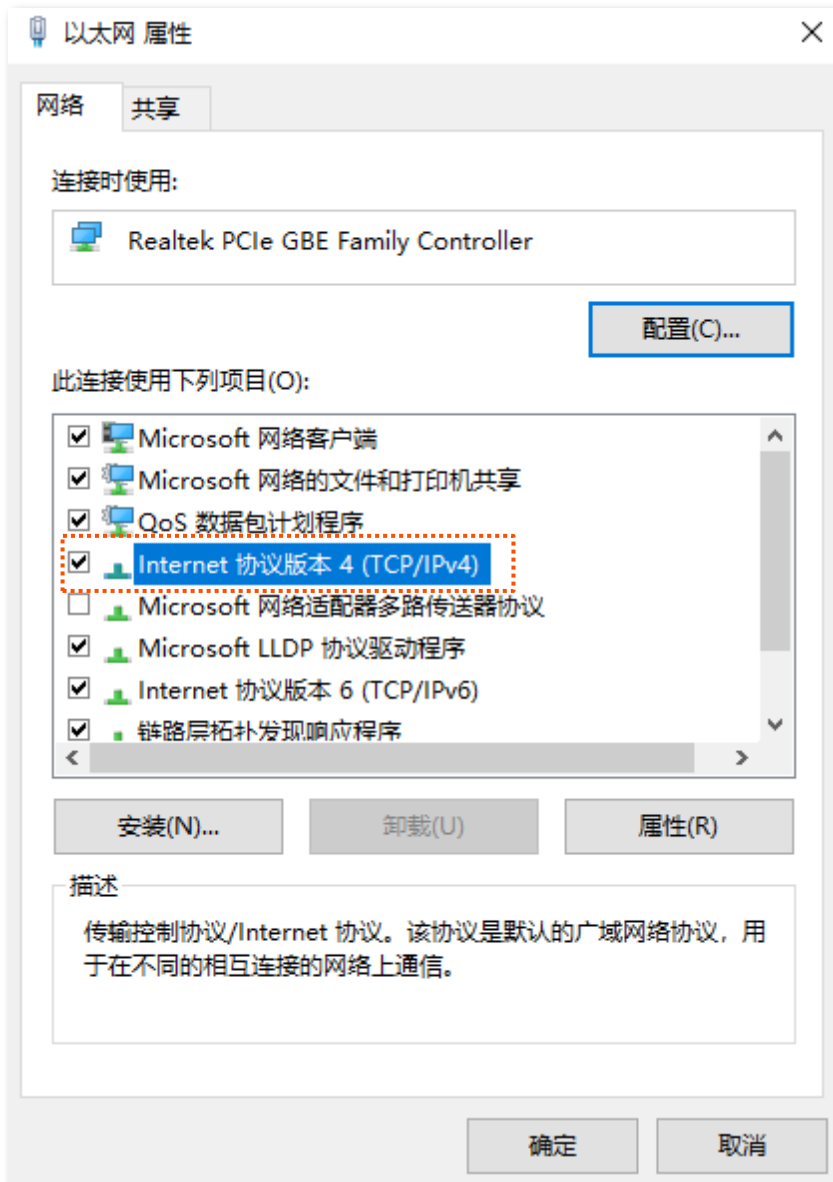 以太网 属性
网络
共享
连接时使用:
Realtek PCIe GBE Family Controller
配置(C)...
此连接使用下列项目(O):
Microsoft 网络客户端
Microsoft 网络的文件和打印机共享
QoS 数据包计划程序
Internet 协议版本 4 (TCP/IPv4)
Microsoft 网络适配器多路传送器协议
Microsoft LLDP 协议驱动程序
Internet 协议版本 6 (TCP/IPv6)
链路层拓扑发现响应程序
安装(N)...
卸载(U)
属性(R)
描述
传输控制协议/Internet 协议。该协议是默认的广域网络协议，用
于在不同的相互连接的网络上通信。
确定
取消